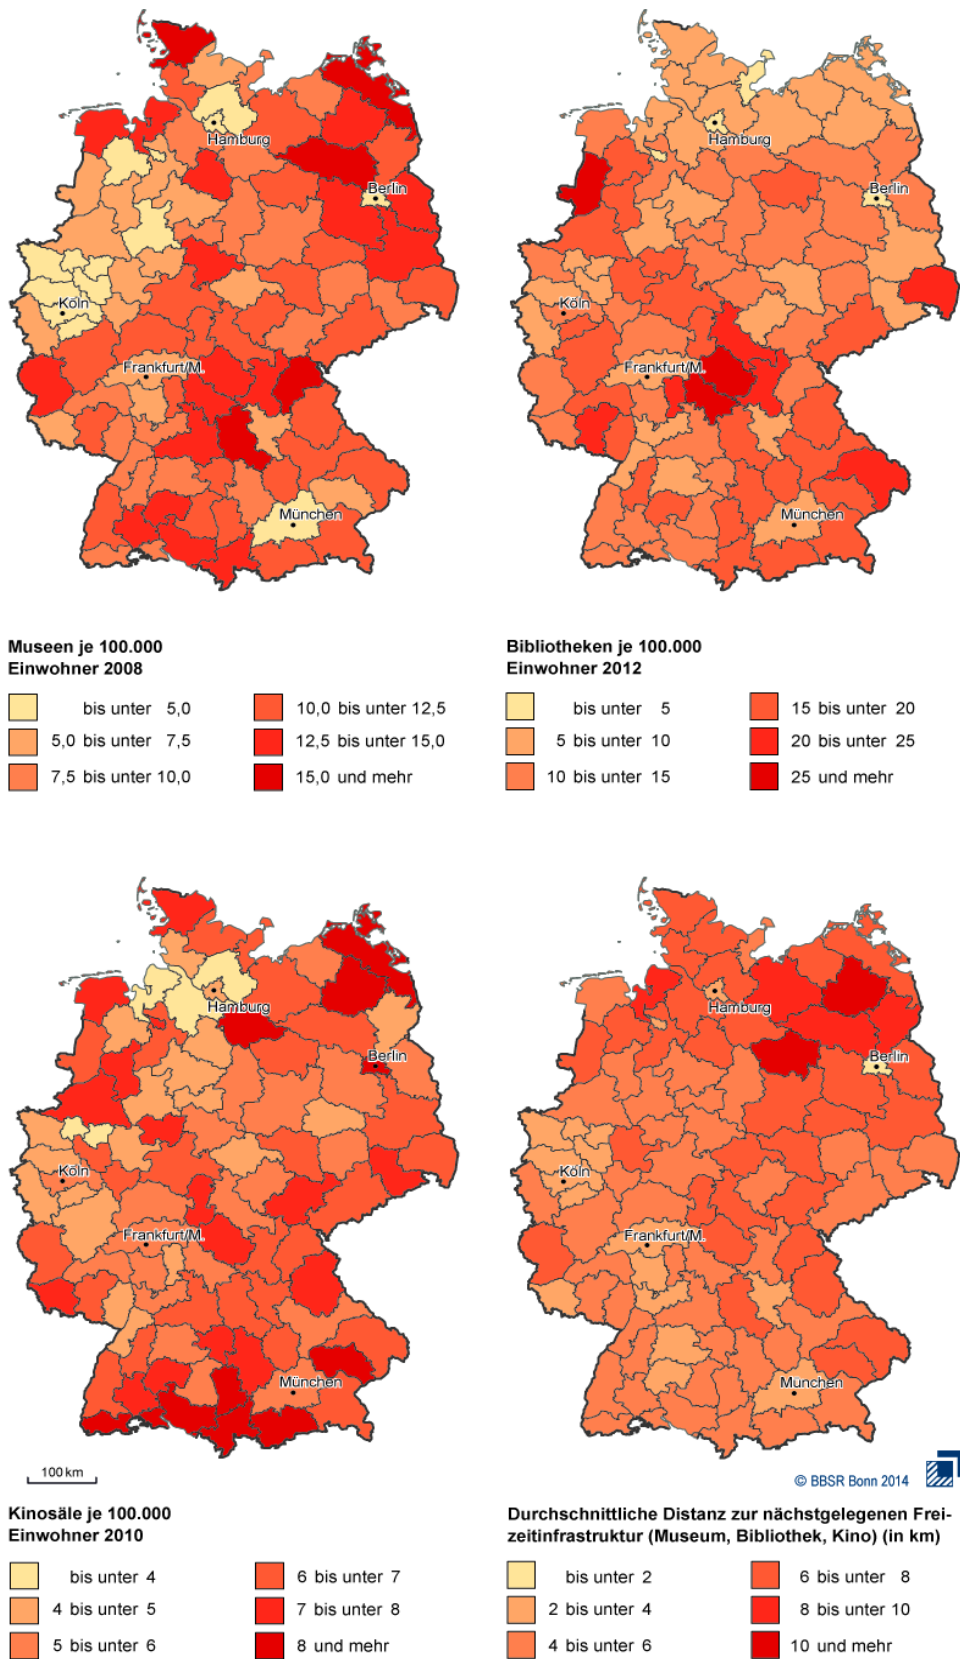 Hamburg
Berlin
Köln
Frankfurt/M.
München
Hamburg
Berlin
Köln
Frankfurt/M.
München
Museen je 100.000
Einwohner 2008
bis unter 5,0
5,0 bis unter 7,5
7,5 bis unter 10,0
10,0 bis unter 12,5
12,5 bis unter 15,0
15,0 und mehr
Bibliotheken je 100.000
Einwohner 2012
bis unter 5
5 bis unter 10
10 bis unter 15
15 bis unter 20
20 bis unter 25
25 und mehr
Hamburg
Berlin
Köln
Frankfurt/M.
München
100 km
Hamburg
Berlin
Köln
Frankfurt/M.
München
© BBSR Bonn 2014
Kinosäle je 100.000
Einwohner 2010
bis unter 4
4 bis unter 5
5 bis unter 6
6 bis unter 7
7 bis unter 8
8 und mehr
Durchschnittliche Distanz zur nächstgelegenen Frei-
zeitinfrastruktur (Museum, Bibliothek, Kino) (in km)
bis unter 2
2 bis unter 4
4 bis unter 6
6 bis unter 8
8 bis unter 10
10 und mehr